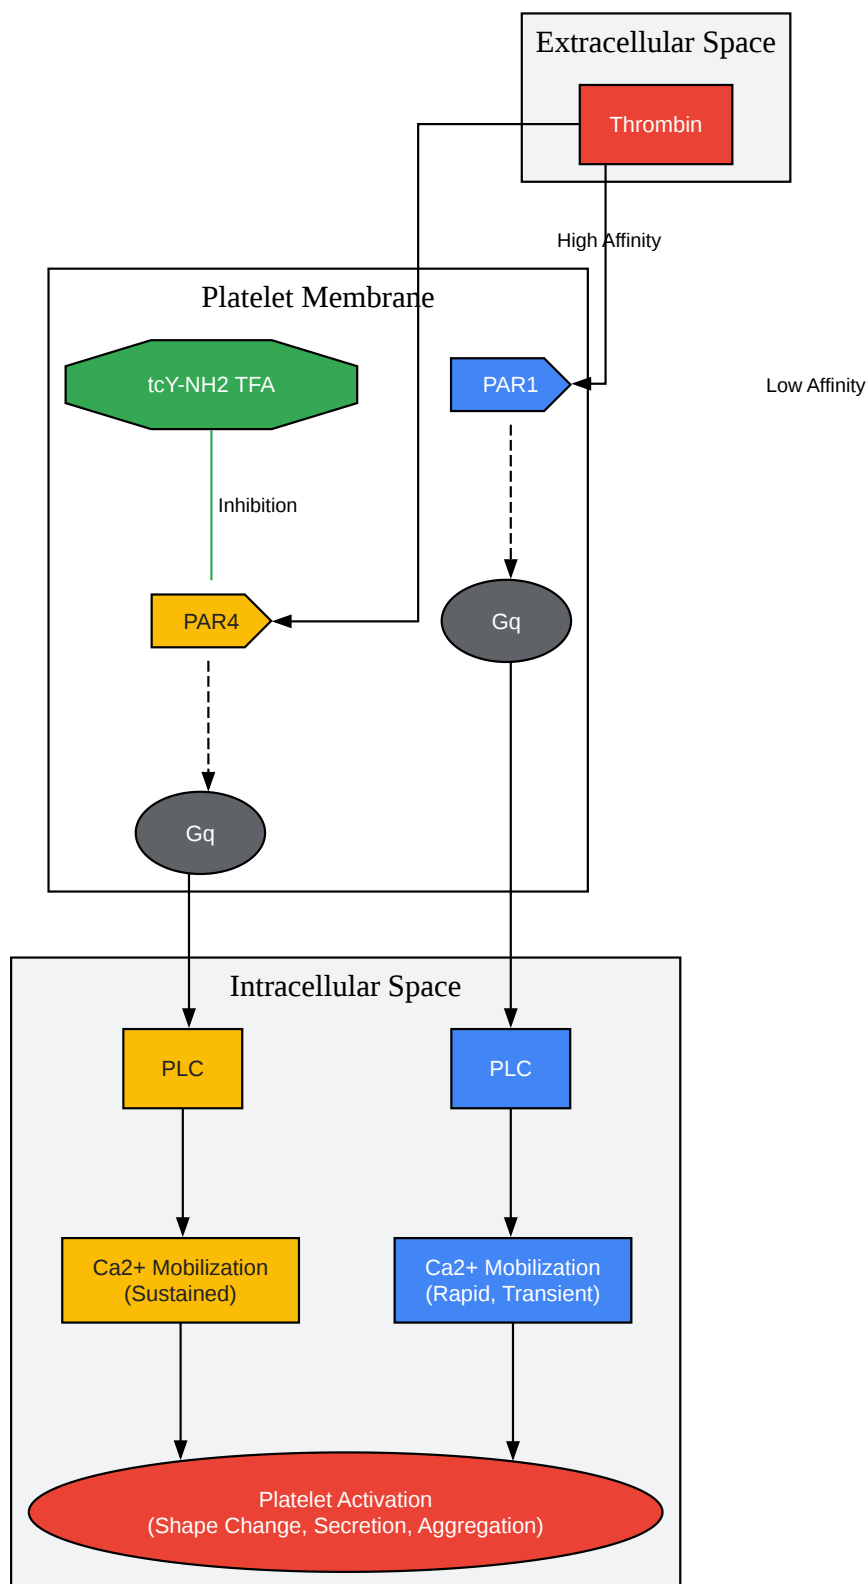 Extracellular Space
Thrombin
High Affinity
Platelet Membrane
tcY-NH2 TFA
PAR1
Low Affinity
Inhibition
PAR4
Gq
Gq
Intracellular Space
PLC
PLC
Ca2+ Mobilization
(Sustained)
Ca2+ Mobilization
(Rapid, Transient)
Platelet Activation
(Shape Change, Secretion, Aggregation)